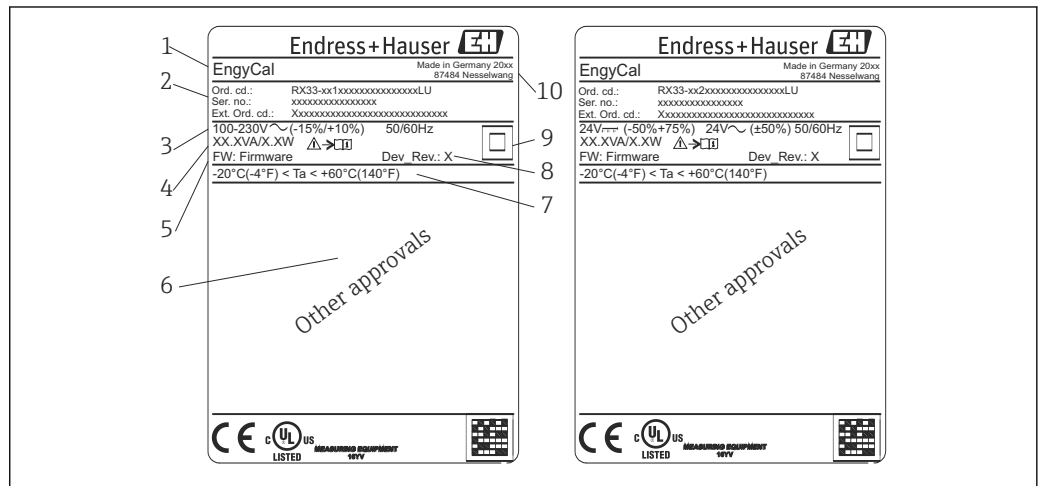 Endress+Hauser EH
1
EngyCal
Made in Germany 20xx
87484 Nesselwang
10
2
Ord. cd.: RX33-xx1xxxxxxxxxxxxxxxLU
Ser. no.: xxxxxxxxxxxxxxxx
Ext. Ord. cd.: Xxxxxxxxxxxxxxxxxxxxxxxxxxxxx
3
100-230V (-15%/+10%) 50/60Hz
9
4
XX.XVA/X.XW
5
FW: Firmware Dev_Rev.: X
8
-20°C(-4°F) < Ta < +60°C(140°F)
7
6
Other approvals
CE C UL US
LISTED
MEASURING EQUIPMENT
16YV
Endress+Hauser EH
EngyCal
Made in Germany 20xx
87484 Nesselwang
Ord. cd.: RX33-xx2xxxxxxxxxxxxxxxLU
Ser. no.: xxxxxxxxxxxxxxxx
Ext. Ord. cd.: Xxxxxxxxxxxxxxxxxxxxxxxxxxxxx
24V (-50%+75%) 24V (±50%) 50/60Hz
XX.XVA/X.XW
FW: Firmware Dev_Rev.: X
-20°C(-4°F) < Ta < +60°C(140°F)
Other approvals
CE C UL US
LISTED
MEASURING EQUIPMENT
16YV